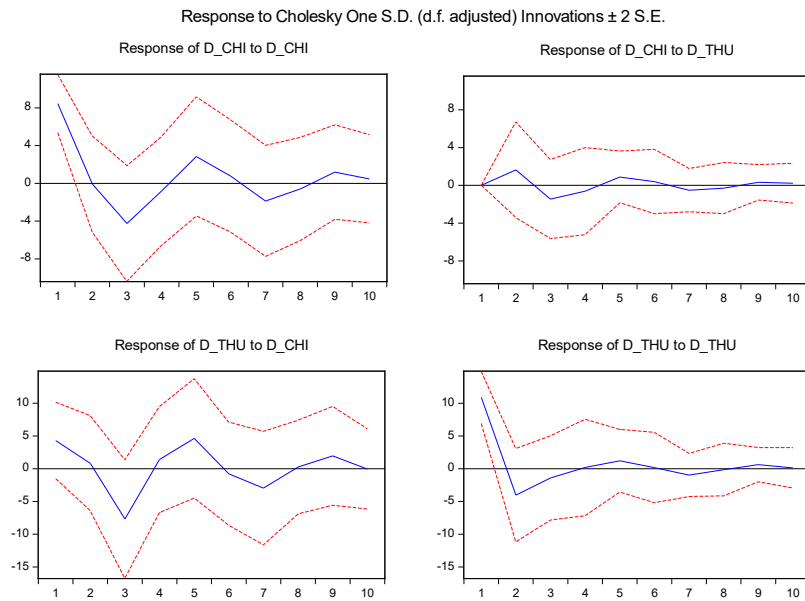 Response to Cholesky One S.D. (d.f. adjusted) Innovations ± 2 S.E.
Response of D_CHI to D_CHI
8
4
0
-4
-8
1 2 3 4 5 6 7 8 9 10
Response of D_CHI to D_THU
8
4
0
-4
-8
1 2 3 4 5 6 7 8 9 10
Response of D_THU to D_CHI
10
5
0
-5
-10
-15
1 2 3 4 5 6 7 8 9 10
Response of D_THU to D_THU
10
5
0
-5
-10
-15
1 2 3 4 5 6 7 8 9 10